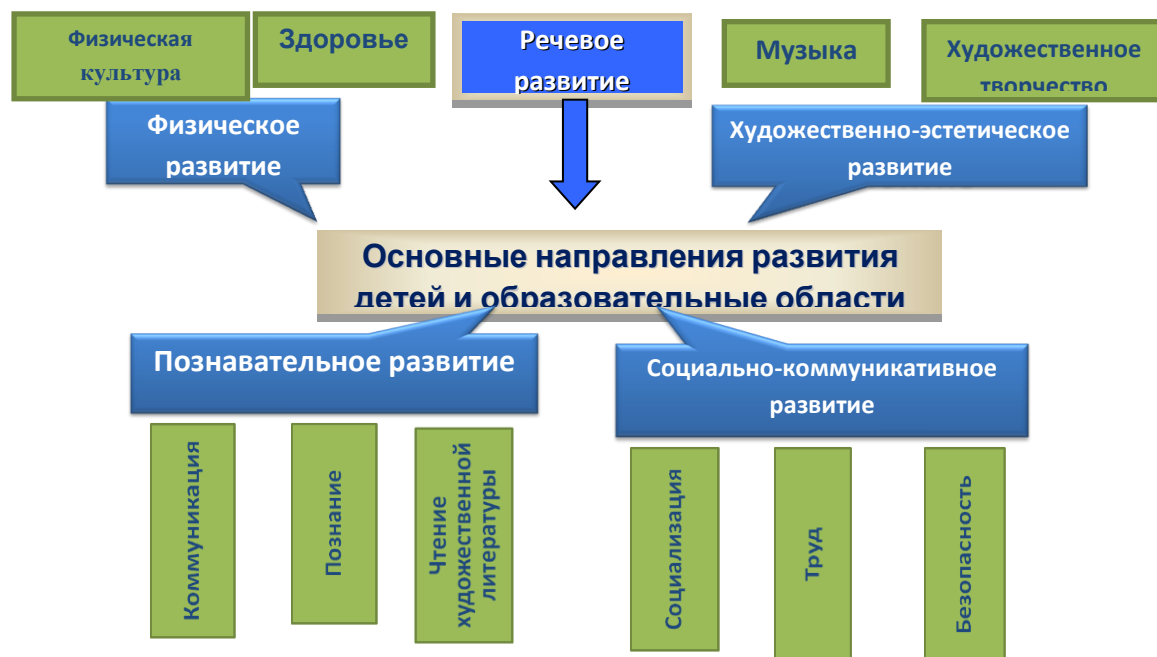 Физическая
культура
Здоровье
Речевое
развитие
Музыка
Художественное
творчество
Физическое
развитие
Художественно-эстетическое
развитие
Основные направления развития
детей и образовательные области
Познавательное развитие
Социально-коммуникативное
развитие
Коммуникация
Познание
Чтение
художественной
литературы
Социализация
Труд
Безопасность